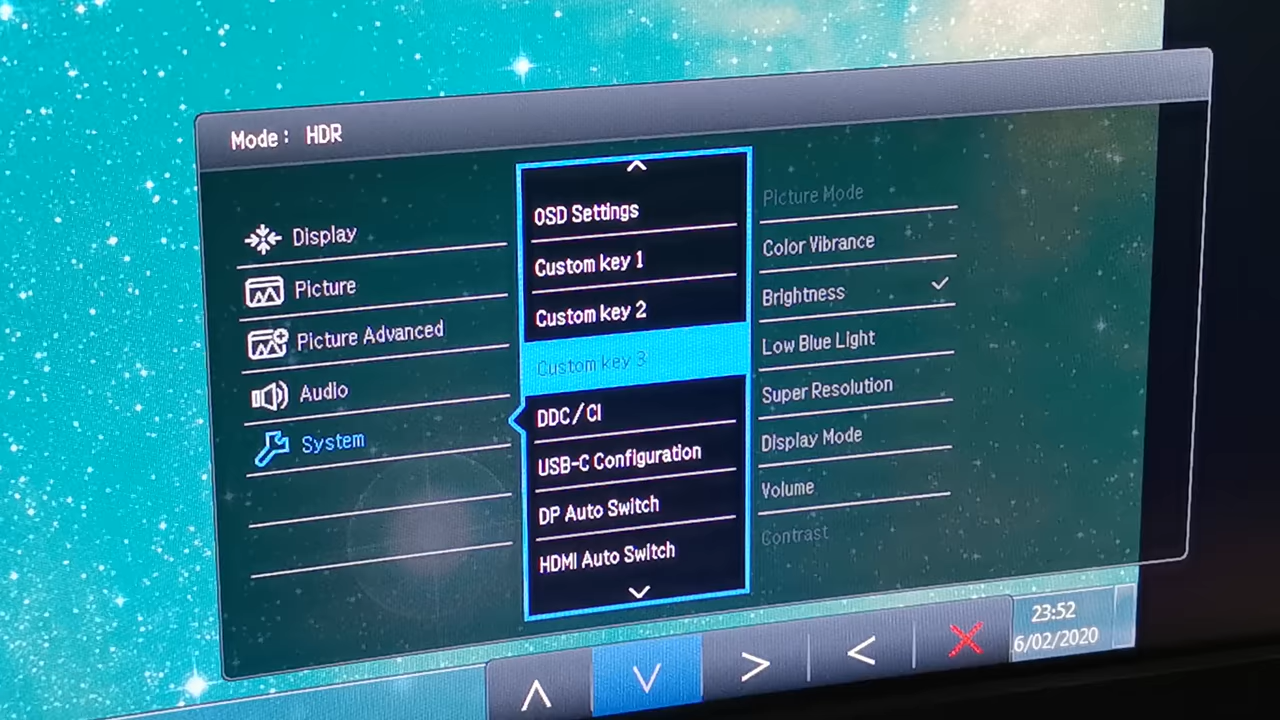 Mode: HDR
Display
Picture
Picture Advanced
Audio
System
OSD Settings
Custom key 1
Custom key 2
Custom key 3
DDC/CI
USB-C Configuration
DP Auto Switch
HDMI Auto Switch
Picture Mode
Color Vibrance
Brightness
Low Blue Light
Super Resolution
Display Mode
Volume
Contrast
23:52
6/02/2020